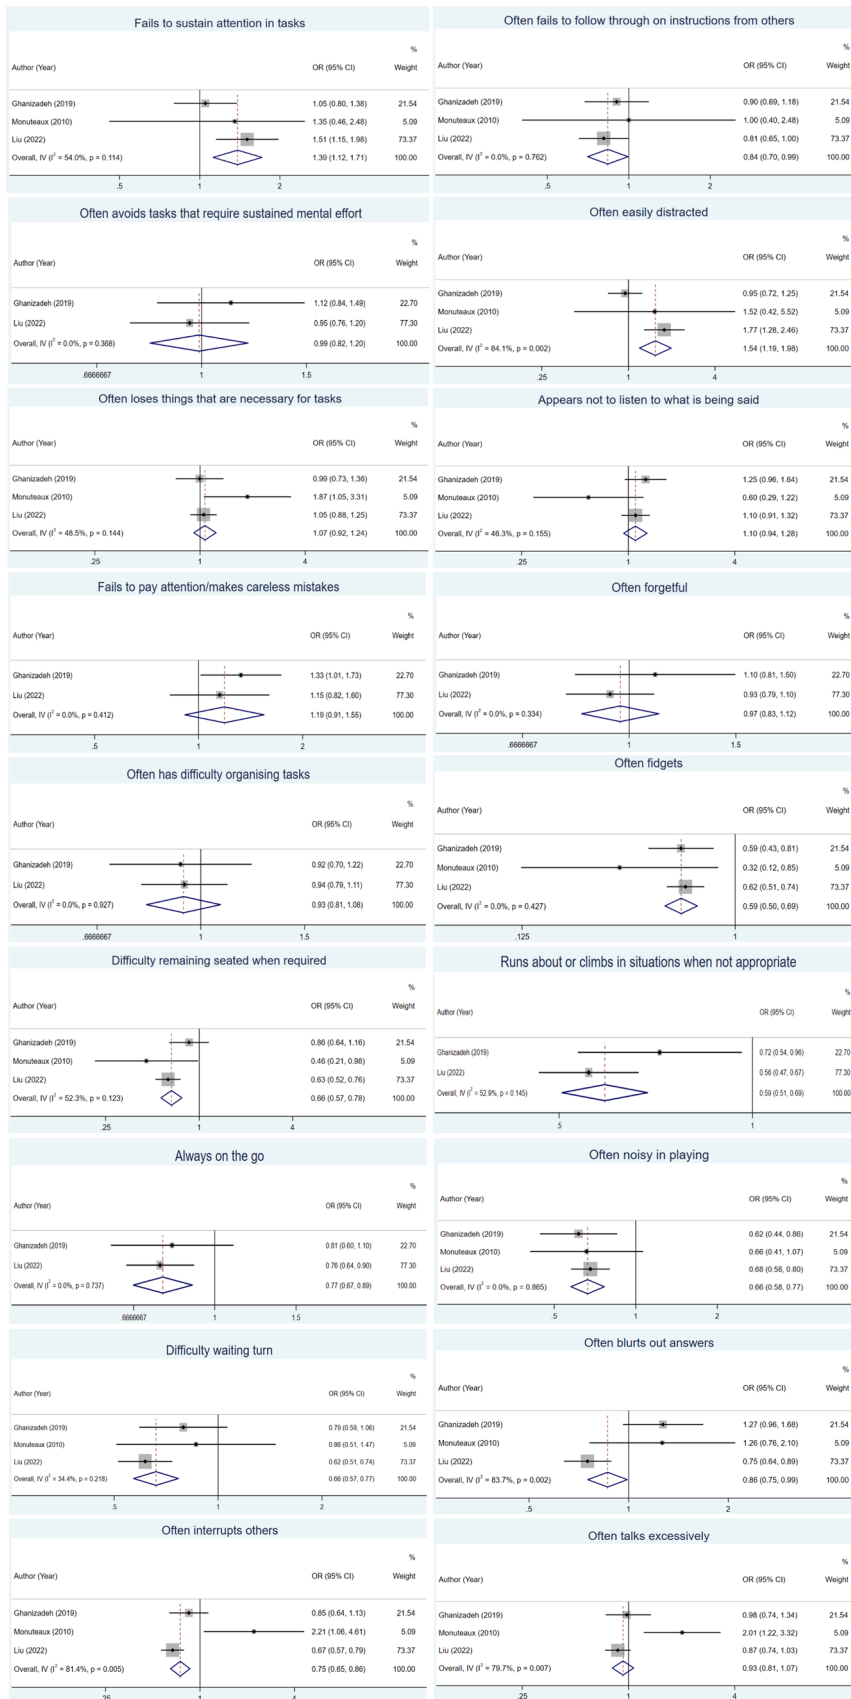 Fails to sustain attention in tasks
%
Author (Year) OR (95% CI) Weight
Ghanizadeh (2019) 1.05 (0.80, 1.38) 21.54
Monuteaux (2010) 1.35 (0.46, 2.48) 5.09
Liu (2022) 1.51 (1.15, 1.98) 73.37
Overall, IV (I² = 54.0%, p = 0.114) 1.39 (1.12, 1.71) 100.00
.5 1 2
Often fails to follow through on instructions from others
%
Author (Year) OR (95% CI) Weight
Ghanizadeh (2019) 0.90 (0.69, 1.18) 21.54
Monuteaux (2010) 1.00 (0.40, 2.48) 5.09
Liu (2022) 0.81 (0.65, 1.00) 73.37
Overall, IV (I² = 0.0%, p = 0.762) 0.84 (0.70, 0.99) 100.00
.5 1 2
Often avoids tasks that require sustained mental effort
%
Author (Year) OR (95% CI) Weight
Ghanizadeh (2019) 1.12 (0.84, 1.49) 22.70
Liu (2022) 0.95 (0.76, 1.20) 77.30
Overall, IV (I² = 0.0%, p = 0.368) 0.99 (0.82, 1.20) 100.00
.6666667 1 1.5
Often easily distracted
%
Author (Year) OR (95% CI) Weight
Ghanizadeh (2019) 0.95 (0.72, 1.25) 21.54
Monuteaux (2010) 1.52 (0.42, 5.52) 5.09
Liu (2022) 1.77 (1.28, 2.46) 73.37
Overall, IV (I² = 84.1%, p = 0.002) 1.54 (1.19, 1.98) 100.00
.25 1 4
Often loses things that are necessary for tasks
%
Author (Year) OR (95% CI) Weight
Ghanizadeh (2019) 0.99 (0.73, 1.36) 21.54
Monuteaux (2010) 1.87 (1.05, 3.31) 5.09
Liu (2022) 1.05 (0.88, 1.25) 73.37
Overall, IV (I² = 48.5%, p = 0.144) 1.07 (0.92, 1.24) 100.00
.25 1 4
Appears not to listen to what is being said
%
Author (Year) OR (95% CI) Weight
Ghanizadeh (2019) 1.25 (0.96, 1.64) 21.54
Monuteaux (2010) 0.60 (0.29, 1.22) 5.09
Liu (2022) 1.10 (0.91, 1.32) 73.37
Overall, IV (I² = 46.3%, p = 0.155) 1.10 (0.94, 1.28) 100.00
.25 1 4
Fails to pay attention/makes careless mistakes
%
Author (Year) OR (95% CI) Weight
Ghanizadeh (2019) 1.33 (1.01, 1.73) 22.70
Liu (2022) 1.15 (0.82, 1.60) 77.30
Overall, IV (I² = 0.0%, p = 0.412) 1.19 (0.91, 1.55) 100.00
.5 1 2
Often forgetful
%
Author (Year) OR (95% CI) Weight
Ghanizadeh (2019) 1.10 (0.81, 1.50) 22.70
Liu (2022) 0.93 (0.79, 1.10) 77.30
Overall, IV (I² = 0.0%, p = 0.334) 0.97 (0.83, 1.12) 100.00
.6666667 1 1.5
Often has difficulty organising tasks
%
Author (Year) OR (95% CI) Weight
Ghanizadeh (2019) 0.92 (0.70, 1.22) 22.70
Liu (2022) 0.94 (0.79, 1.11) 77.30
Overall, IV (I² = 0.0%, p = 0.927) 0.93 (0.81, 1.08) 100.00
.6666667 1 1.5
Often fidgets
%
Author (Year) OR (95% CI) Weight
Ghanizadeh (2019) 0.59 (0.43, 0.81) 21.54
Monuteaux (2010) 0.32 (0.12, 0.85) 5.09
Liu (2022) 0.62 (0.51, 0.74) 73.37
Overall, IV (I² = 0.0%, p = 0.427) 0.59 (0.50, 0.69) 100.00
.125 1
Difficulty remaining seated when required
%
Author (Year) OR (95% CI) Weight
Ghanizadeh (2019) 0.86 (0.64, 1.16) 21.54
Monuteaux (2010) 0.46 (0.21, 0.98) 5.09
Liu (2022) 0.63 (0.52, 0.76) 73.37
Overall, IV (I² = 52.3%, p = 0.123) 0.66 (0.57, 0.78) 100.00
.25 1 4
Runs about or climbs in situations when not appropriate
%
Author (Year) OR (95% CI) Weight
Ghanizadeh (2019) 0.72 (0.54, 0.96) 22.70
Liu (2022) 0.56 (0.47, 0.67) 77.30
Overall, IV (I² = 52.9%, p = 0.145) 0.59 (0.51, 0.69) 100.00
.5 1
Always on the go
%
Author (Year) OR (95% CI) Weight
Ghanizadeh (2019) 0.81 (0.60, 1.10) 22.70
Liu (2022) 0.76 (0.64, 0.90) 77.30
Overall, IV (I² = 0.0%, p = 0.737) 0.77 (0.67, 0.89) 100.00
.6666667 1 1.5
Often noisy in playing
%
Author (Year) OR (95% CI) Weight
Ghanizadeh (2019) 0.62 (0.44, 0.86) 21.54
Monuteaux (2010) 0.66 (0.41, 1.07) 5.09
Liu (2022) 0.68 (0.58, 0.80) 73.37
Overall, IV (I² = 0.0%, p = 0.865) 0.66 (0.58, 0.77) 100.00
.5 1 2
Difficulty waiting turn
%
Author (Year) OR (95% CI) Weight
Ghanizadeh (2019) 0.79 (0.59, 1.06) 21.54
Monuteaux (2010) 0.86 (0.51, 1.47) 5.09
Liu (2022) 0.62 (0.51, 0.74) 73.37
Overall, IV (I² = 34.4%, p = 0.218) 0.66 (0.57, 0.77) 100.00
.5 1 2
Often blurts out answers
%
Author (Year) OR (95% CI) Weight
Ghanizadeh (2019) 1.27 (0.96, 1.68) 21.54
Monuteaux (2010) 1.26 (0.76, 2.10) 5.09
Liu (2022) 0.75 (0.64, 0.89) 73.37
Overall, IV (I² = 83.7%, p = 0.002) 0.86 (0.75, 0.99) 100.00
.5 1 2
Often interrupts others
%
Author (Year) OR (95% CI) Weight
Ghanizadeh (2019) 0.85 (0.64, 1.13) 21.54
Monuteaux (2010) 2.21 (1.06, 4.61) 5.09
Liu (2022) 0.67 (0.57, 0.79) 73.37
Overall, IV (I² = 81.4%, p = 0.005) 0.75 (0.65, 0.86) 100.00
.25 1 4
Often talks excessively
%
Author (Year) OR (95% CI) Weight
Ghanizadeh (2019) 0.98 (0.74, 1.34) 21.54
Monuteaux (2010) 2.01 (1.22, 3.32) 5.09
Liu (2022) 0.87 (0.74, 1.03) 73.37
Overall, IV (I² = 79.7%, p = 0.007) 0.93 (0.81, 1.07) 100.00
.25 1 4